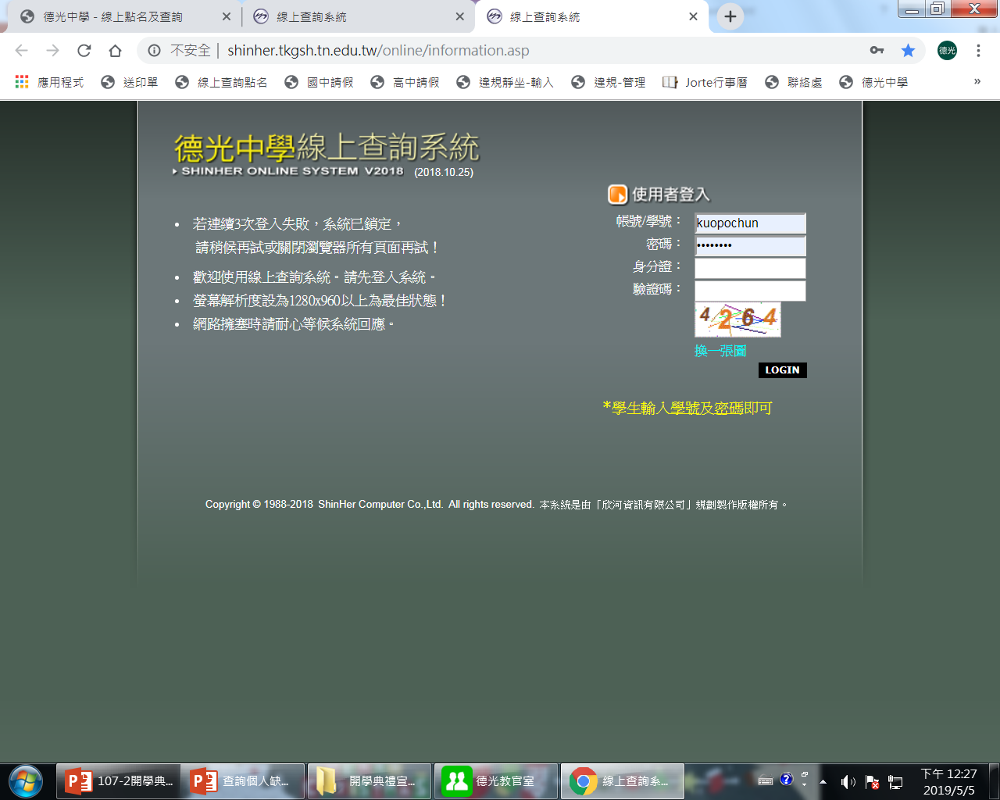 德光中學 - 線上點名及查詢
線上查詢系統
線上查詢系統
不安全 | shinher.tkgsh.tn.edu.tw/online/information.asp
德光
應用程式 送印單 線上查詢點名 國中請假 高中請假 違規靜坐-輸入 違規-管理 Jorte行事曆 聯絡處 德光中學 »
德光中學線上查詢系統
SHINHER ONLINE SYSTEM V2018 (2018.10.25)
使用者登入
• 若連續3次登入失敗，系統已鎖定，
請稍候再試或關閉瀏覽器所有頁面再試！
• 歡迎使用線上查詢系統。請先登入系統。
• 螢幕解析度設為1280x960以上為最佳狀態！
• 網路擁塞時請耐心等候系統回應。
帳號/學號： kuopochun
密碼： ••••••••
身分證：
驗證碼：
4264
換一張圖
LOGIN
*學生輸入學號及密碼即可
Copyright © 1988-2018 ShinHer Computer Co.,Ltd. All rights reserved. 本系統是由「欣河資訊有限公司」規劃製作版權所有。
107-2開學典... 查詢個人缺... 開學典禮宣... 德光教官室 線上查詢系...
下午 12:27
2019/5/5